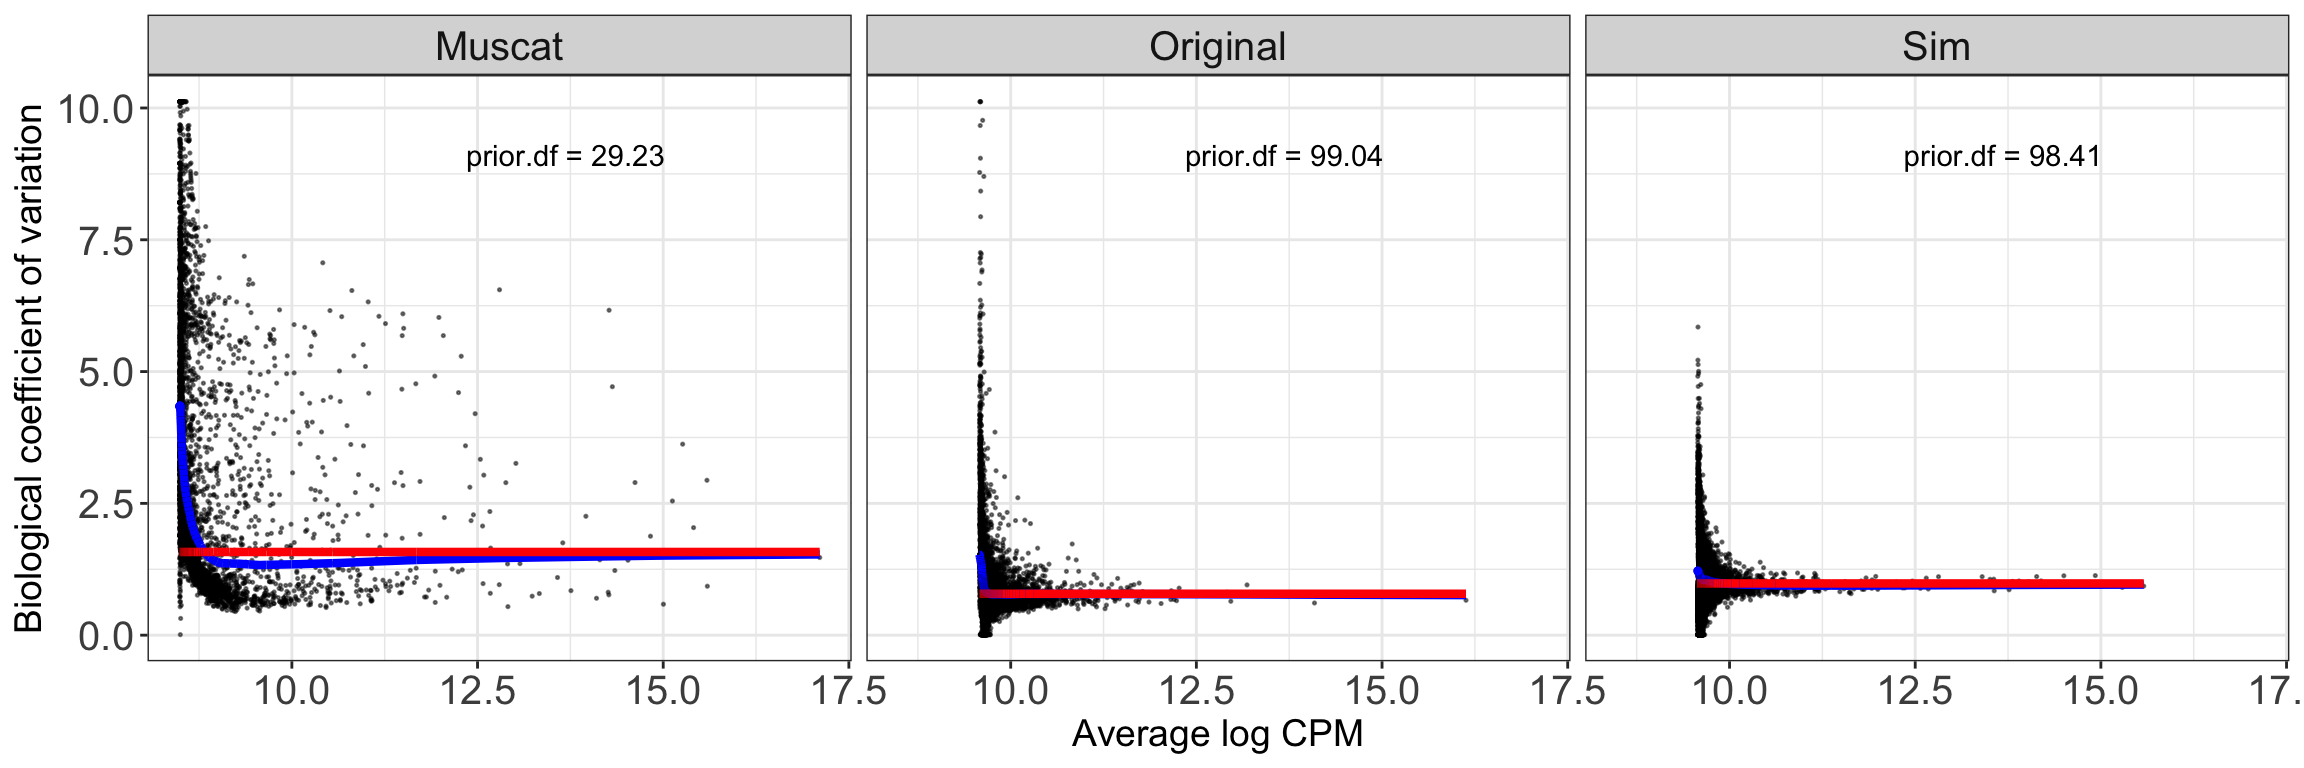 Muscat Original Sim
Biological coefficient of variation
10.0
7.5
5.0
2.5
0.0
prior.df = 29.23 prior.df = 99.04 prior.df = 98.41
10.0 12.5 15.0 17.5 10.0 12.5 15.0 17.5 10.0 12.5 15.0 17.
Average log CPM